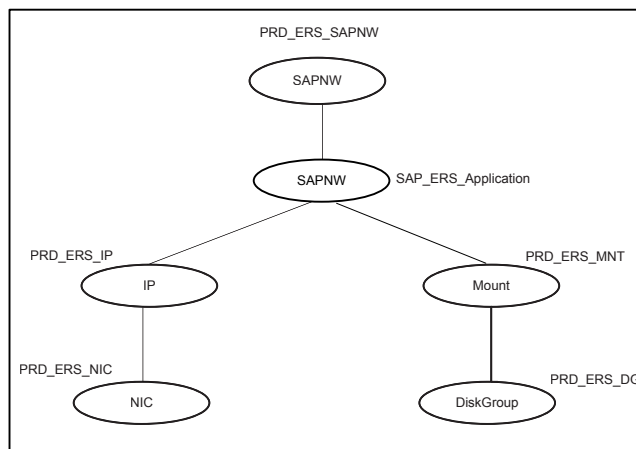 PRD_ERS_SAPNW
SAPNW
SAPNW
SAP_ERS_Application
PRD_ERS_IP
IP
PRD_ERS_MNT
Mount
PRD_ERS_NIC
NIC
PRD_ERS_DG
DiskGroup